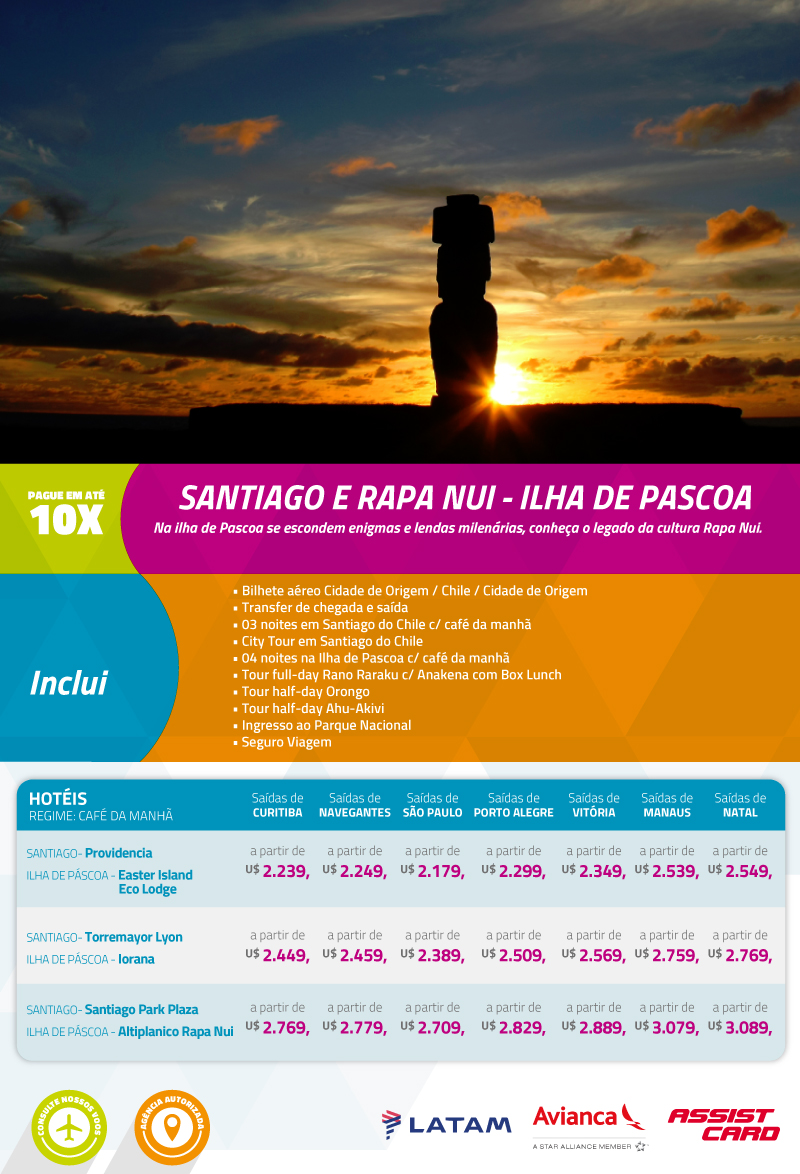 PAGUE EM ATÉ
10X
SANTIAGO E RAPA NUI - ILHA DE PASCOA
Na ilha de Pascoa se escondem enigmas e lendas milenárias, conheça o legado da cultura Rapa Nui.
Inclui
• Bilhete aéreo Cidade de Origem / Chile / Cidade de Origem
• Transfer de chegada e saída
• 03 noites em Santiago do Chile c/ café da manhã
• City Tour em Santiago do Chile
• 04 noites na Ilha de Pascoa c/ café da manhã
• Tour full-day Rano Raraku c/ Anakena com Box Lunch
• Tour half-day Orongo
• Tour half-day Ahu-Akivi
• Ingresso ao Parque Nacional
• Seguro Viagem
HOTÉIS
REGIME: CAFÉ DA MANHÃ
Saídas de CURITIBA
Saídas de NAVEGANTES
Saídas de SÃO PAULO
Saídas de PORTO ALEGRE
Saídas de VITÓRIA
Saídas de MANAUS
Saídas de NATAL
SANTIAGO- Providencia
ILHA DE PÁSCOA - Easter Island
Eco Lodge
a partir de a partir de a partir de a partir de a partir de a partir de a partir de
U$ 2.239, U$ 2.249, U$ 2.179, U$ 2.299, U$ 2.349, U$ 2.539, U$ 2.549,
SANTIAGO- Torremayor Lyon
ILHA DE PÁSCOA - Iorana
a partir de a partir de a partir de a partir de a partir de a partir de a partir de
U$ 2.449, U$ 2.459, U$ 2.389, U$ 2.509, U$ 2.569, U$ 2.759, U$ 2.769,
SANTIAGO- Santiago Park Plaza
ILHA DE PÁSCOA - Altiplanico Rapa Nui
a partir de a partir de a partir de a partir de a partir de a partir de a partir de
U$ 2.769, U$ 2.779, U$ 2.709, U$ 2.829, U$ 2.889, U$ 3.079, U$ 3.089,
CONSULTE NOSSOS VOOS
AGÊNCIA AUTORIZADA
LATAM
Avianca
A STAR ALLIANCE MEMBER
ASSIST
CARD